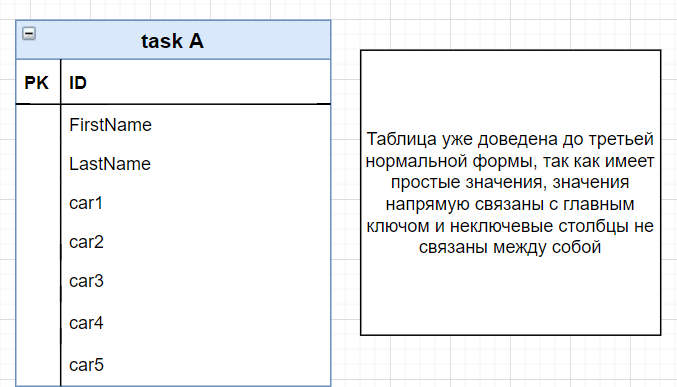 task A
PK ID
FirstName
LastName
car1
car2
car3
car4
car5
Таблица уже доведена до третьей
нормальной формы, так как имеет
простые значения, значения
напрямую связаны с главным
ключом и неключевые столбцы не
связаны между собой